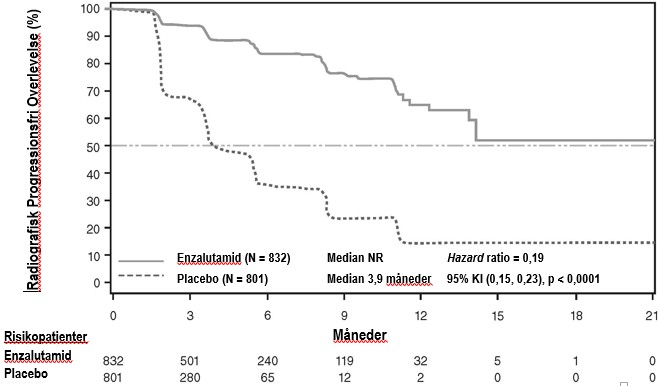 Radiografisk Progressionsfri Overlevelse (%)
100
90
80
70
60
50
40
30
20
10
0
Enzalutamid (N = 832) Median NR Hazard ratio = 0,19
Placebo (N = 801) Median 3,9 måneder 95% KI (0,15, 0,23), p < 0,0001
0 3 6 9 12 15 18 21
Måneder
Risikopatienter
Enzalutamid 832 501 240 119 32 5 1 0
Placebo 801 280 65 12 2 0 0 0